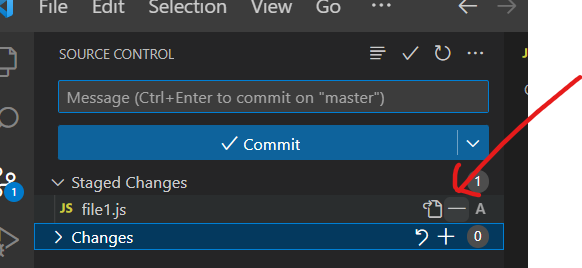 File Edit Selection View Go ···
SOURCE CONTROL
Message (Ctrl+Enter to commit on "master")
Commit
Staged Changes 1
JS file1.js A
Changes 0
1